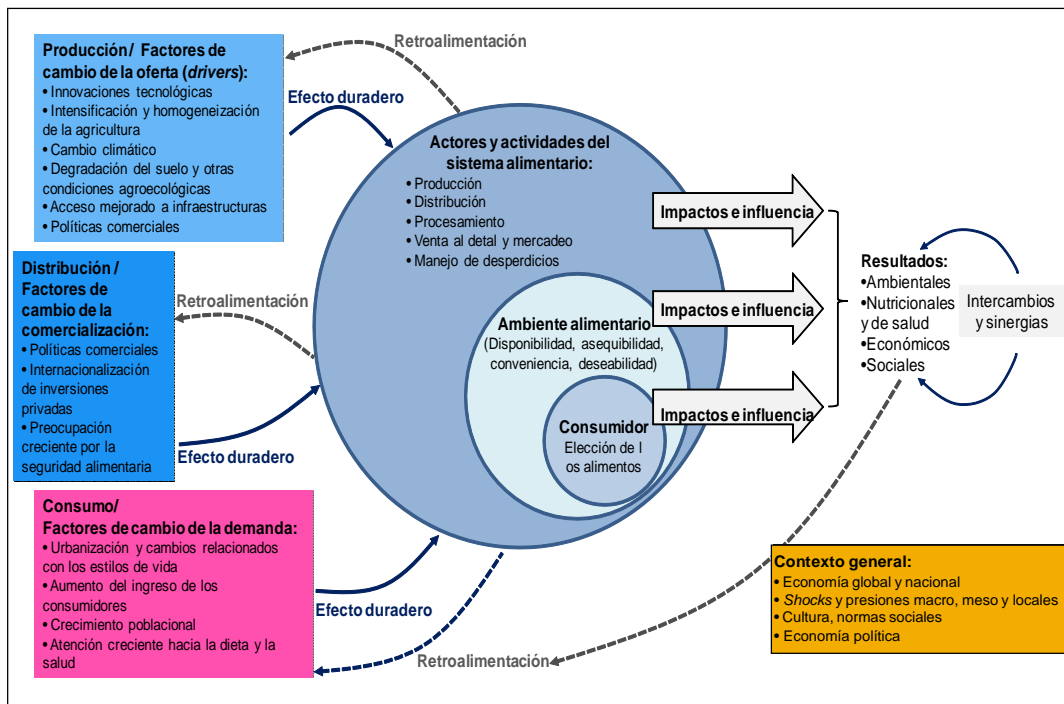 Producción/ Factores de
cambio de la oferta (drivers):
• Innovaciones tecnológicas
• Intensificación y homogeneización
de la agricultura
• Cambio climático
• Degradación del suelo y otras
condiciones agroecológicas
• Acceso mejorado a infraestructuras
• Políticas comerciales
Retroalimentación
Efecto duradero
Distribución /
Factores de
cambio de la
comercialización:
• Políticas comerciales
• Internacionalización
de inversiones
privadas
• Preocupación
creciente por la
seguridad alimentaria
Retroalimentación
Efecto duradero
Consumo/
Factores de cambio de la demanda:
• Urbanización y cambios relacionados
con los estilos de vida
• Aumento del ingreso de los
consumidores
• Crecimiento poblacional
• Atención creciente hacia la dieta y la
salud
Efecto duradero
Retroalimentación
Actores y actividades del
sistema alimentario:
• Producción
• Distribución
• Procesamiento
• Venta al detal y mercadeo
• Manejo de desperdicios
Ambiente alimentario
(Disponibilidad, asequibilidad,
conveniencia, deseabilidad)
Consumidor
Elección de l
os alimentos
Impactos e influencia
Impactos e influencia
Impactos e influencia
Resultados:
•Ambientales
•Nutricionales
y de salud
•Económicos
•Sociales
Intercambios
y sinergias
Contexto general:
• Economía global y nacional
• Shocks y presiones macro, meso y locales
• Cultura, normas sociales
• Economía política